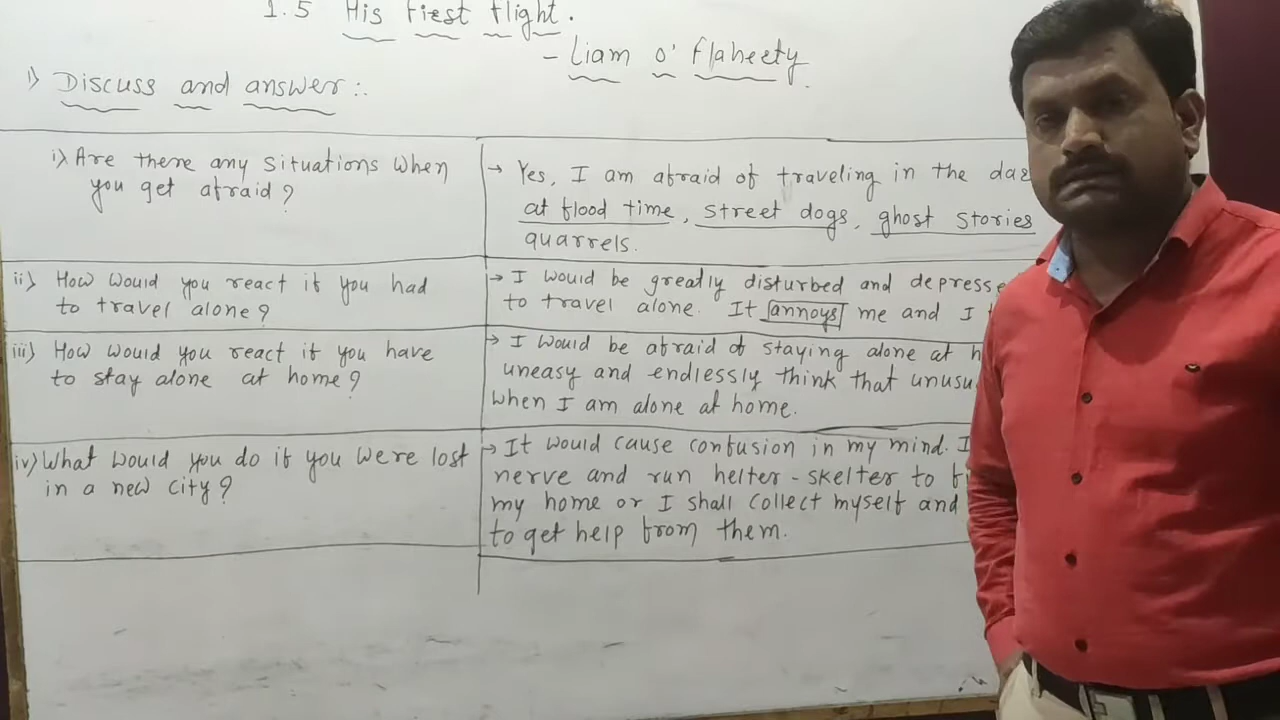 1.5 His first flight.
- Liam o' flaheety.
i) Discuss and answer:.
i) Are there any situations when
you get afraid?
→ Yes, I am afraid of traveling in the
at flood time, street dogs, ghost stories
quarrels.
ii) How would you react if you had
to travel alone?
→ I would be greatly disturbed and
to travel alone. It annoys me and I
iii) How would you react if you have
to stay alone at home?
→ I would be afraid of staying alone at
uneasy and endlessly think that
when I am alone at home.
iv) What would you do if you were lost
in a new city?
→ It would cause confusion in my mind. I
nerve and run helter-skelter to
my home or I shall collect myself and
to get help from them.